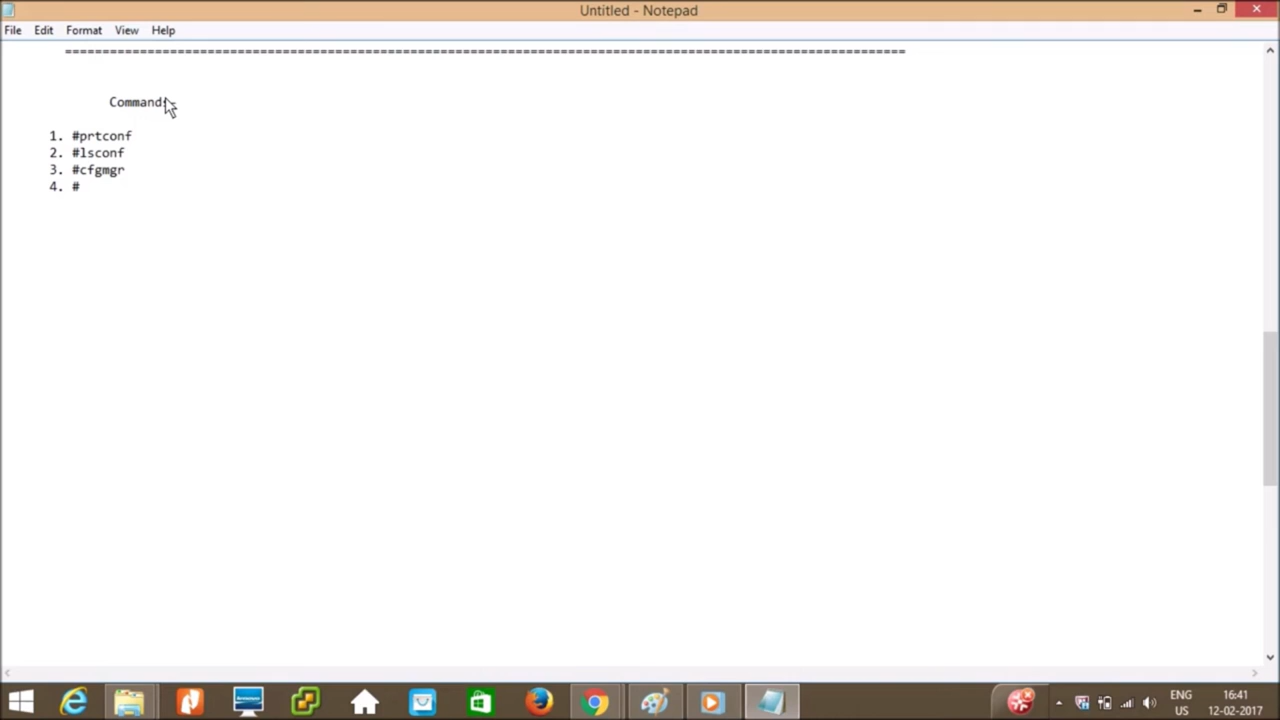 Untitled - Notepad
File Edit Format View Help
================================================================================================================
Command:-
1. #prtconf
2. #lsconf
3. #cfgmgr
4. #
ENG 16:41
US 12-02-2017